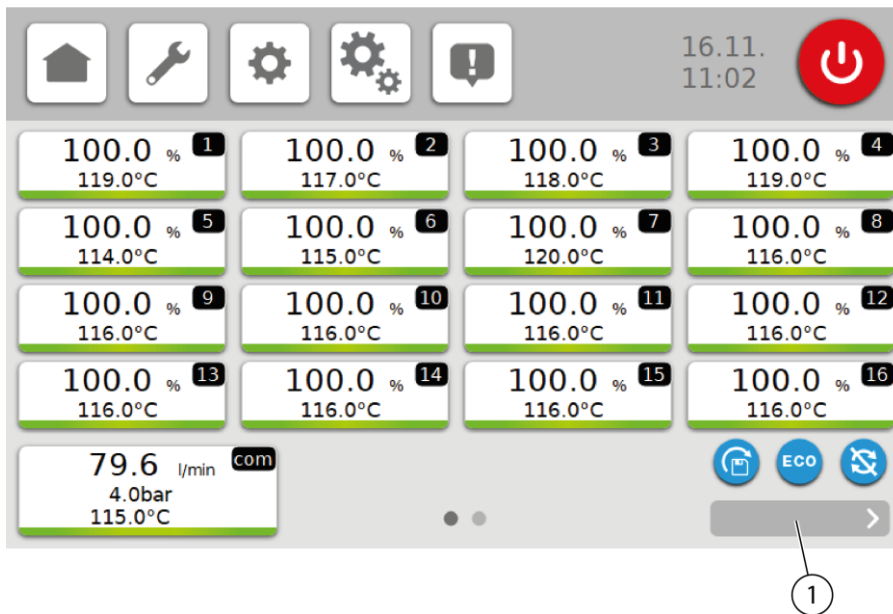 16.11.
11:02
100.0 % 1
119.0°C
100.0 % 2
117.0°C
100.0 % 3
118.0°C
100.0 % 4
119.0°C
100.0 % 5
114.0°C
100.0 % 6
115.0°C
100.0 % 7
120.0°C
100.0 % 8
116.0°C
100.0 % 9
116.0°C
100.0 % 10
116.0°C
100.0 % 11
116.0°C
100.0 % 12
116.0°C
100.0 % 13
116.0°C
100.0 % 14
116.0°C
100.0 % 15
116.0°C
100.0 % 16
116.0°C
79.6 l/min com
4.0bar
115.0°C
ECO
1